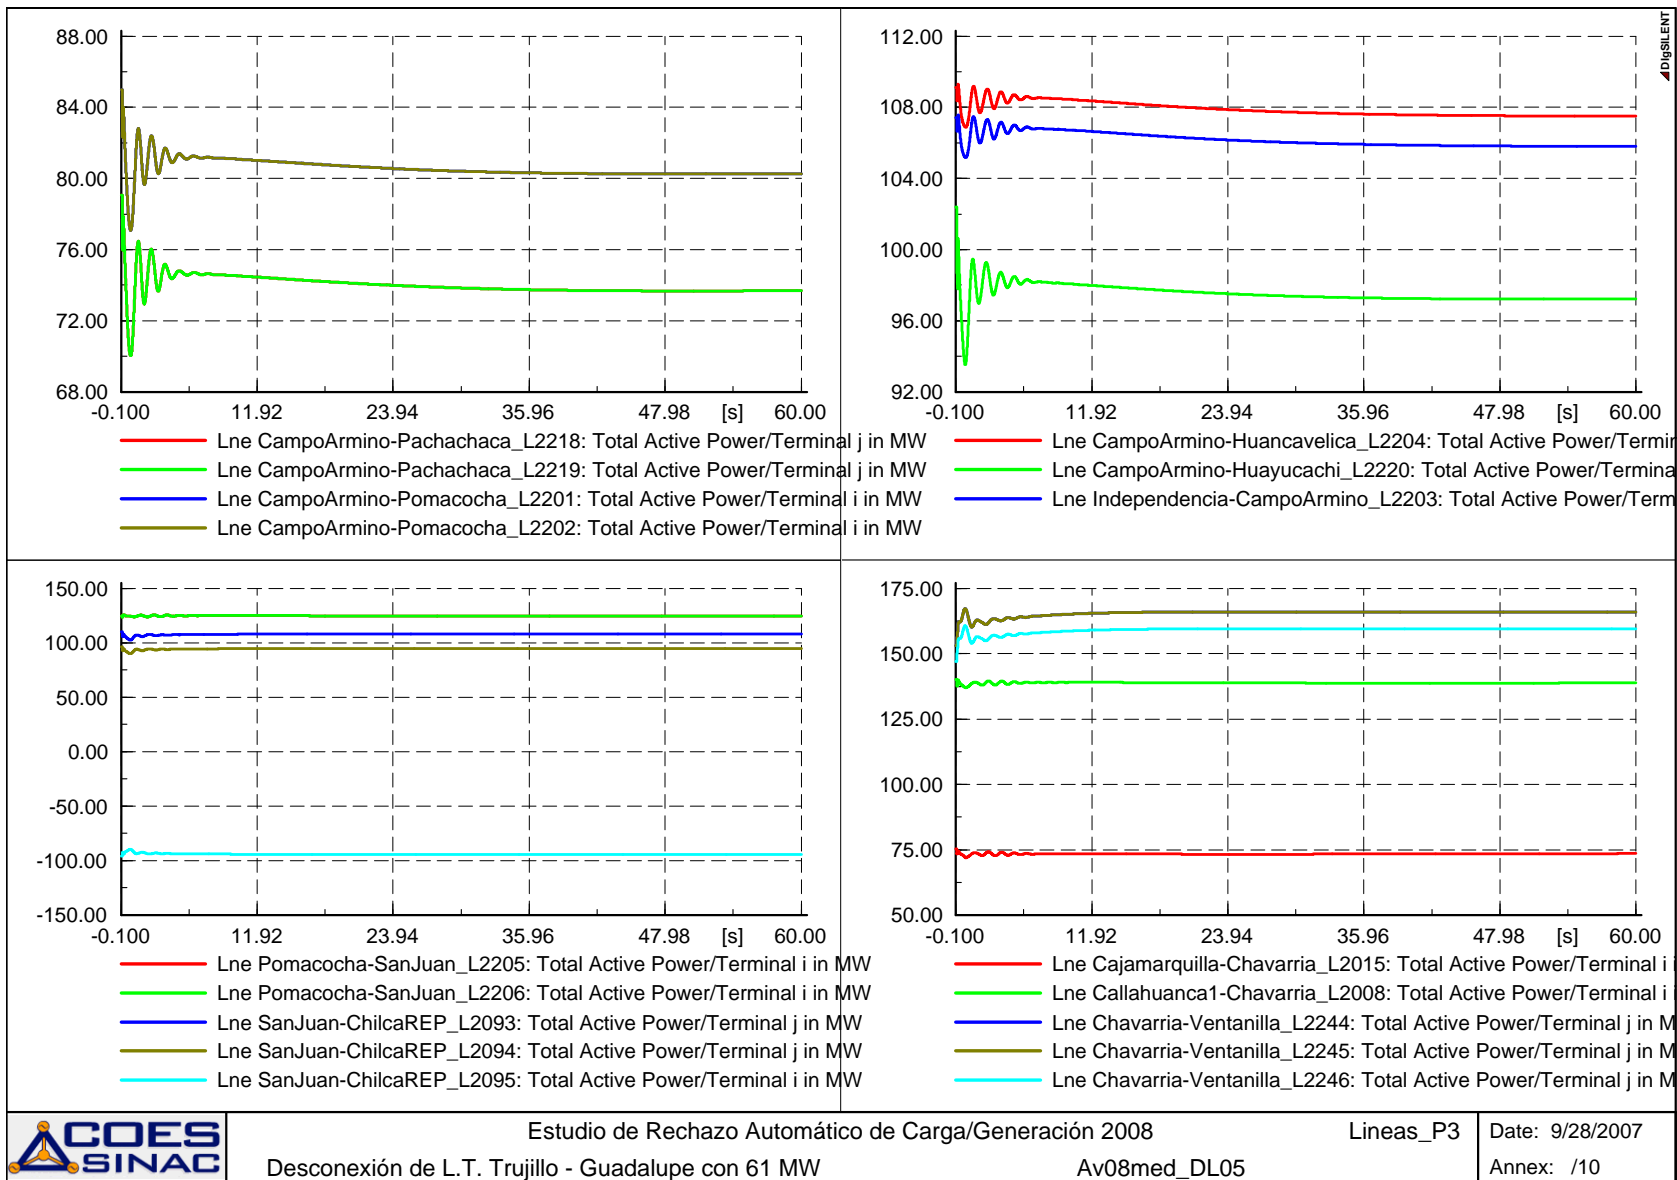 DIgSILENT
88.00
84.00
80.00
76.00
72.00
68.00
-0.100 11.92 23.94 35.96 47.98 [s] 60.00
Lne CampoArmino-Pachachaca_L2218: Total Active Power/Terminal j in MW
Lne CampoArmino-Pachachaca_L2219: Total Active Power/Terminal j in MW
Lne CampoArmino-Pomacocha_L2201: Total Active Power/Terminal i in MW
Lne CampoArmino-Pomacocha_L2202: Total Active Power/Terminal i in MW
112.00
108.00
104.00
100.00
96.00
92.00
-0.100 11.92 23.94 35.96 47.98 [s] 60.00
Lne CampoArmino-Huancavelica_L2204: Total Active Power/Termin
Lne CampoArmino-Huayucachi_L2220: Total Active Power/Termina
Lne Independencia-CampoArmino_L2203: Total Active Power/Term
150.00
100.00
50.00
0.00
-50.00
-100.00
-150.00
-0.100 11.92 23.94 35.96 47.98 [s] 60.00
Lne Pomacocha-SanJuan_L2205: Total Active Power/Terminal i in MW
Lne Pomacocha-SanJuan_L2206: Total Active Power/Terminal i in MW
Lne SanJuan-ChilcaREP_L2093: Total Active Power/Terminal j in MW
Lne SanJuan-ChilcaREP_L2094: Total Active Power/Terminal j in MW
Lne SanJuan-ChilcaREP_L2095: Total Active Power/Terminal i in MW
175.00
150.00
125.00
100.00
75.00
50.00
-0.100 11.92 23.94 35.96 47.98 [s] 60.00
Lne Cajamarquilla-Chavarria_L2015: Total Active Power/Terminal i i
Lne Callahuanca1-Chavarria_L2008: Total Active Power/Terminal i i
Lne Chavarria-Ventanilla_L2244: Total Active Power/Terminal j in M
Lne Chavarria-Ventanilla_L2245: Total Active Power/Terminal j in M
Lne Chavarria-Ventanilla_L2246: Total Active Power/Terminal j in M
COES
SINAC
Estudio de Rechazo Automático de Carga/Generación 2008 Lineas_P3
Desconexión de L.T. Trujillo - Guadalupe con 61 MW Av08med_DL05
Date: 9/28/2007
Annex: /10